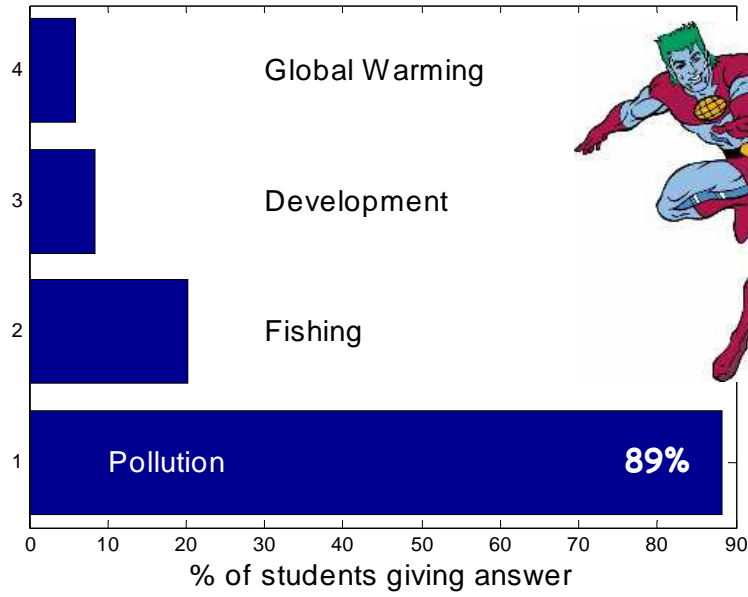 4 Global Warming
3 Development
2 Fishing
1 Pollution 89%
0 10 20 30 40 50 60 70 80 90
% of students giving answer